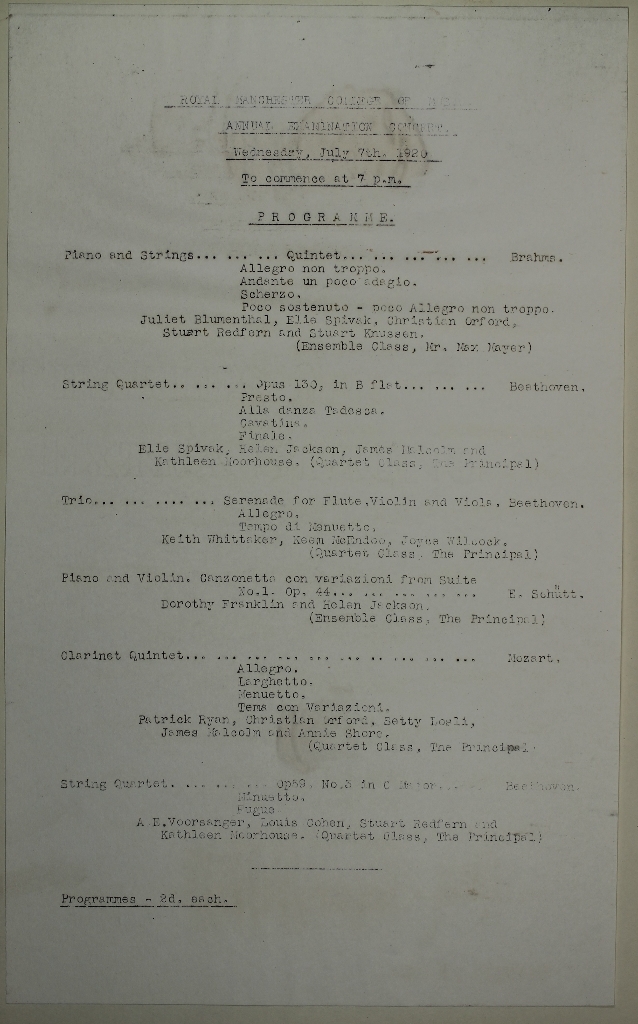 ROYAL MANCHESTER COLLEGE OF
ANNUAL EXAMINATION CONCERT.
Wednesday, July 7th. 1920
To commence at 7 p.m.
PROGRAMME.
Piano and Strings... ... ... Quintet... ... ... ... ... ... Brahms.
Allegro non troppo.
Andante un poco adagio.
Scherzo.
Poco sostenuto - poco Allegro non troppo.
Juliet Blumenthal, Elie Spivak, Christian Orford,
Stuart Redfern and Stuart Knussen.
(Ensemble Class, Mr. Max Mayer)
String Quartet.. ... ... Opus 130, in B flat... ... ... Beethoven.
Presto.
Alla danza Tadesca.
Cavatina.
Finale.
Elie Spivak, Helen Jackson, James Malcolm and
Kathleen Moorhouse. (Quartet Class, The Principal)
Trio... ... .... ... Serenade for Flute,Violin and Viola. Beethoven.
Allegro.
Tempo di Menuetto.
Keith Whittaker, Joyce Wilcock.
(Quartet Class, The Principal)
Piano and Violin. Canzonetta con variazioni from Suite
No.1. Op. 44... ... ... ... ... E. Schütt.
Dorothy Franklin and Helen Jackson.
(Ensemble Class, The Principal)
Clarinet Quintet... ... ... ... ... .. ... ... ... Mozart.
Allegro.
Larghetto.
Menuetto.
Tema con Variazioni.
Patrick Ryan, Christian Orford, Betty
James Malcolm and Annie Shore.
(Quartet Class, The Principal
String Quartet. ... ... ... Op59. No.3 in C Beethoven.
Minuetto.
Fugue
A.E.Voorsanger, Louis Cohen, Stuart Redfern and
Kathleen Moorhouse. (Quartet Class, The Principal)
Programmes - 2d. each.